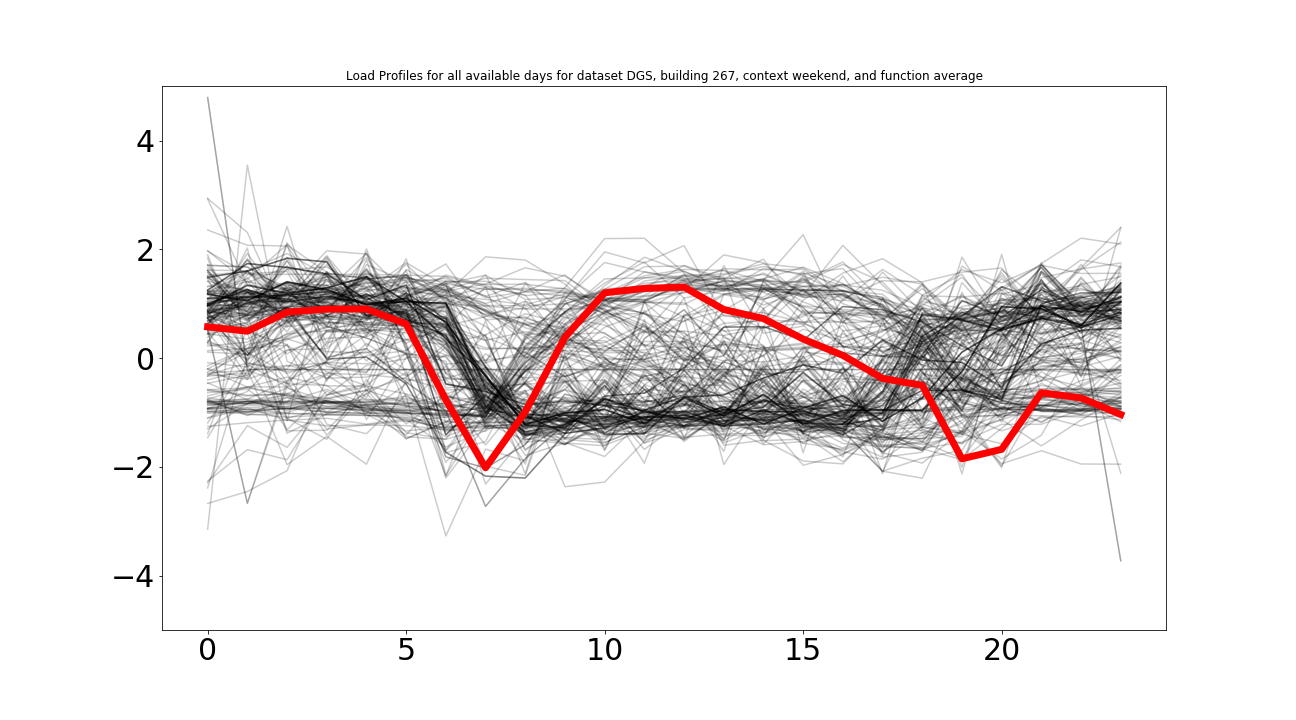 Load Profiles for all available days for dataset DGS, building 267, context weekend, and function average
4
2
0
−2
−4
0 5 10 15 20